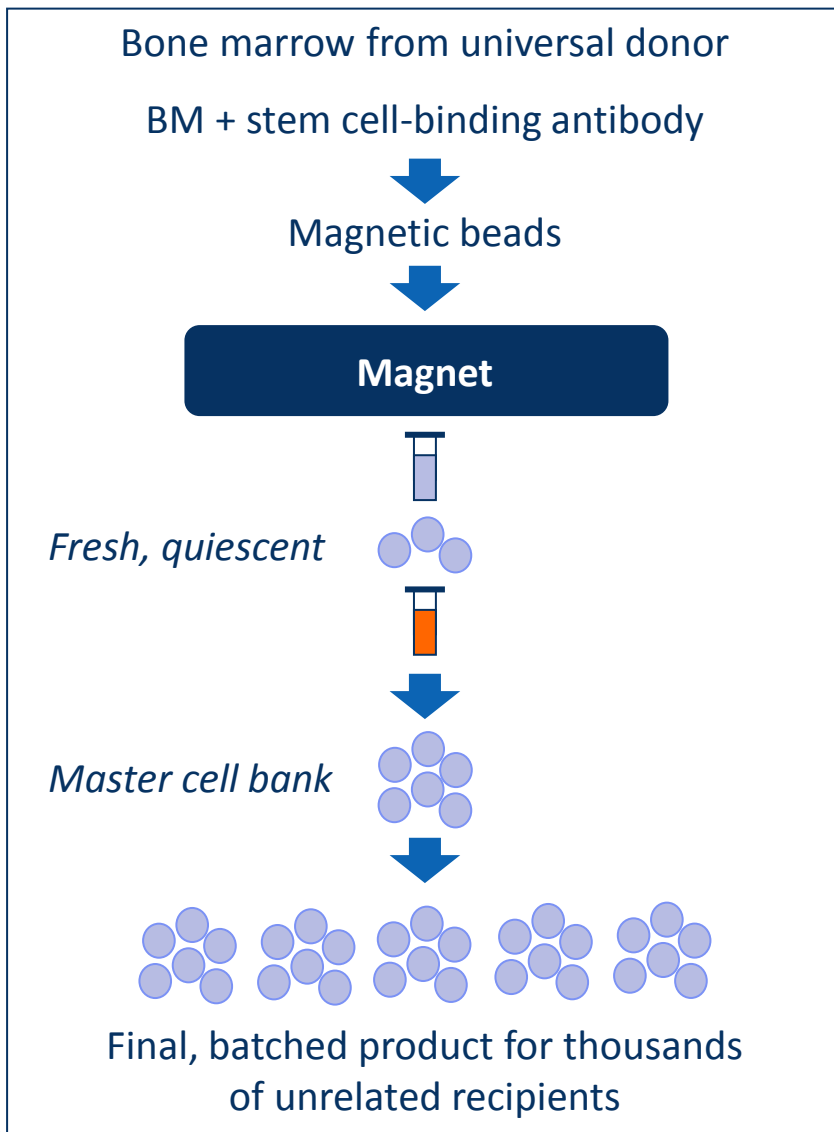 Bone marrow from universal donor
BM + stem cell-binding antibody
Magnetic beads
Magnet
Fresh, quiescent
Master cell bank
Final, batched product for thousands
of unrelated recipients